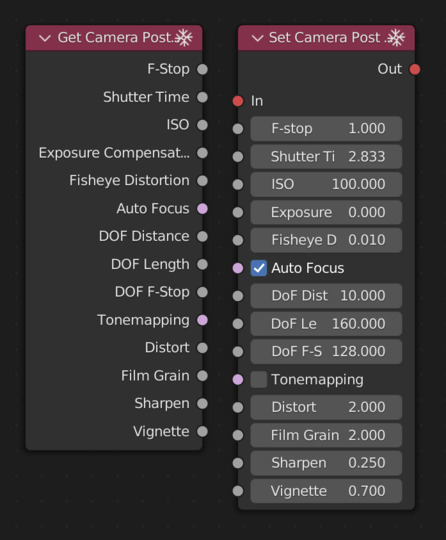 Get Camera Post...
F-Stop
Shutter Time
ISO
Exposure Compensat...
Fisheye Distortion
Auto Focus
DOF Distance
DOF Length
DOF F-Stop
Tonemapping
Distort
Film Grain
Sharpen
Vignette
Set Camera Post ...
Out
In
F-stop 1.000
Shutter Ti 2.833
ISO 100.000
Exposure 0.000
Fisheye D 0.010
Auto Focus
DoF Dist 10.000
DoF Le 160.000
DoF F-S 128.000
Tonemapping
Distort 2.000
Film Grain 2.000
Sharpen 0.250
Vignette 0.700